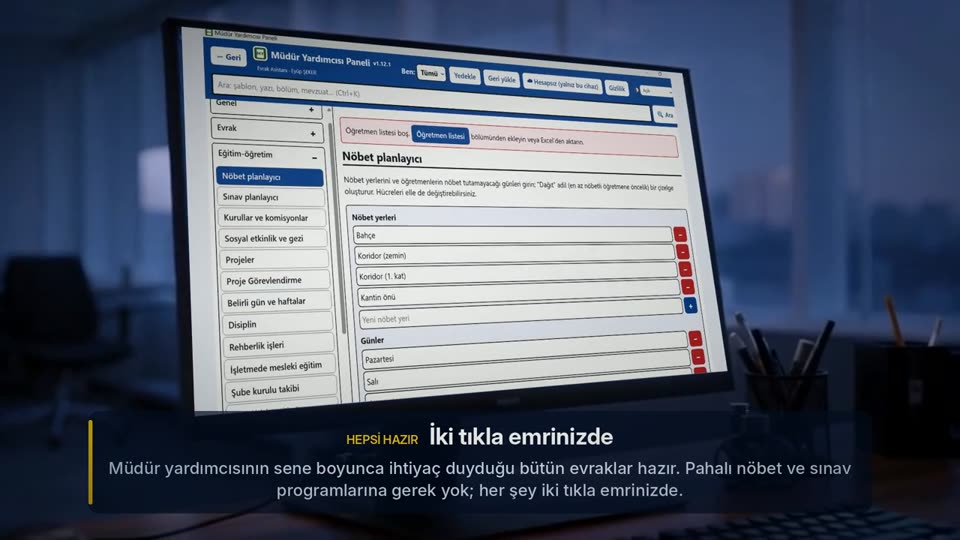 Müdür Yardımcısı Paneli
← Geri
Müdür Yardımcısı Paneli v1.12.1
Evrak Asistanı · Eyüp ŞEKER
Ben: Tümü
Yedekle
Geri yükle
Hesapsız (yalnız bu cihaz)
Gizlilik
Açık
Ara: şablon, yazı, bölüm, mevzuat... (Ctrl+K)
Ara
Genel +
Evrak +
Eğitim-öğretim –
Nöbet planlayıcı
Sınav planlayıcı
Kurullar ve komisyonlar
Sosyal etkinlik ve gezi
Projeler
Proje Görevlendirme
Belirli gün ve haftalar
Disiplin
Rehberlik işleri
İşletmede mesleki eğitim
Şube kurulu takibi
Öğretmen listesi boş. Öğretmen listesi bölümünden ekleyin veya Excel'den aktarın.
Nöbet planlayıcı
Nöbet yerlerini ve öğretmenlerin nöbet tutamayacağı günleri girin; "Dağıt" adil (en az nöbetli öğretmene öncelik) bir çizelge
oluşturur. Hücreleri elle de değiştirebilirsiniz.
Nöbet yerleri
Bahçe –
Koridor (zemin) –
Koridor (1. kat) –
Kantin önü –
Yeni nöbet yeri +
Günler
Pazartesi –
Salı –
HEPSİ HAZIR İki tıkla emrinizde
Müdür yardımcısının sene boyunca ihtiyaç duyduğu bütün evraklar hazır. Pahalı nöbet ve sınav
programlarına gerek yok; her şey iki tıkla emrinizde.